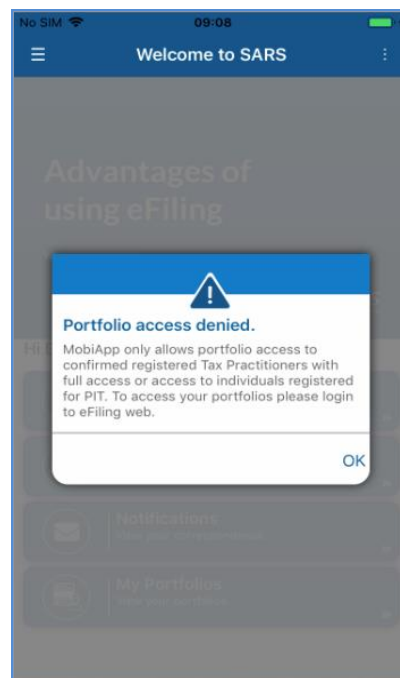 No SIM 09:08
Welcome to SARS
Advantages of
using eFiling
Portfolio access denied.
MobiApp only allows portfolio access to
confirmed registered Tax Practitioners with
full access or access to individuals registered
for PIT. To access your portfolios please login
to eFiling web.
OK
Notifications
My Portfolios